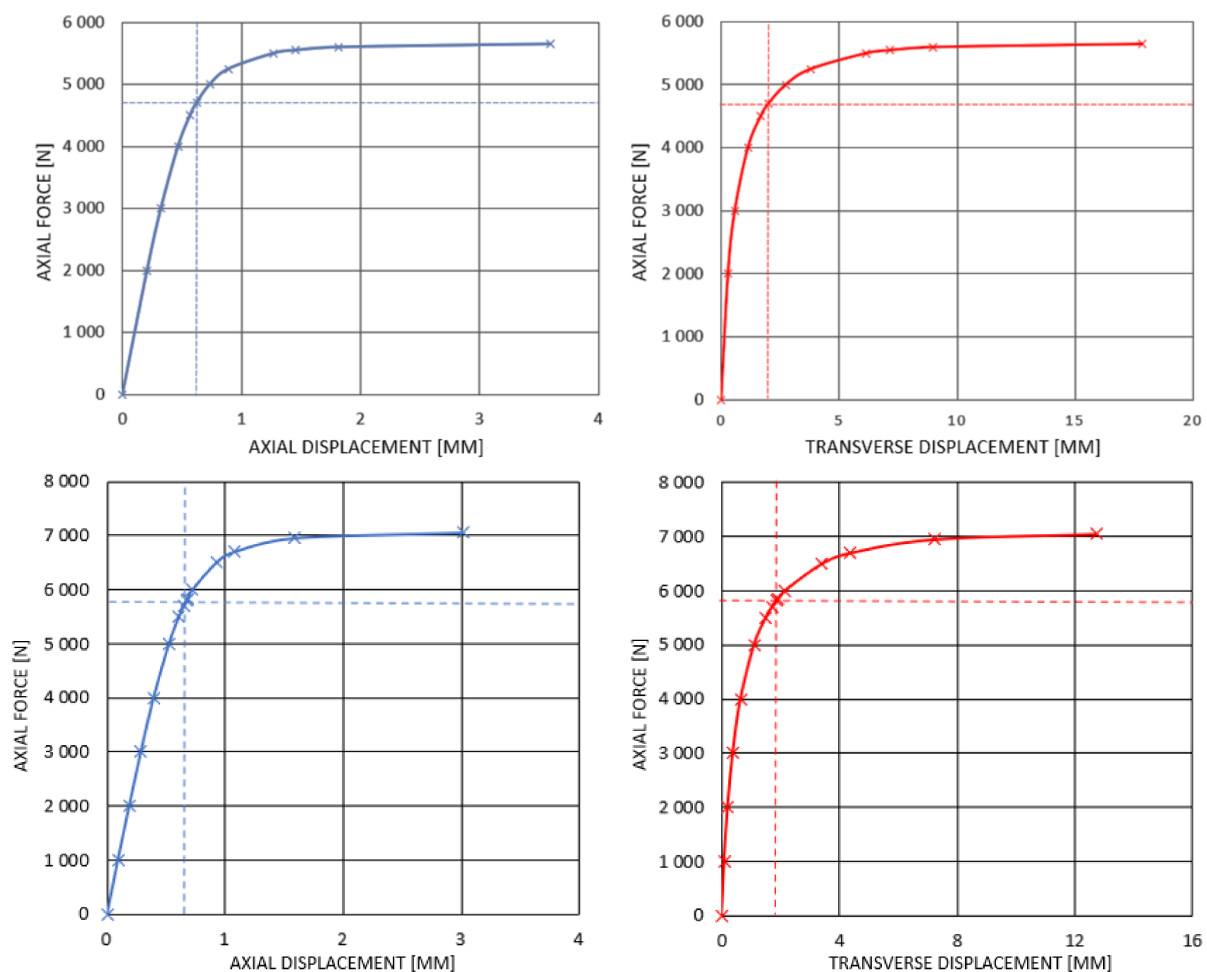 6 000
5 000
4 000
3 000
2 000
1 000
0
AXIAL FORCE [N]
0 1 2 3 4
AXIAL DISPLACEMENT [MM]
6 000
5 000
4 000
3 000
2 000
1 000
0
AXIAL FORCE [N]
0 5 10 15 20
TRANSVERSE DISPLACEMENT [MM]
8 000
7 000
6 000
5 000
4 000
3 000
2 000
1 000
0
AXIAL FORCE [N]
0 1 2 3 4
AXIAL DISPLACEMENT [MM]
8 000
7 000
6 000
5 000
4 000
3 000
2 000
1 000
0
AXIAL FORCE [N]
0 4 8 12 16
TRANSVERSE DISPLACEMENT [MM]